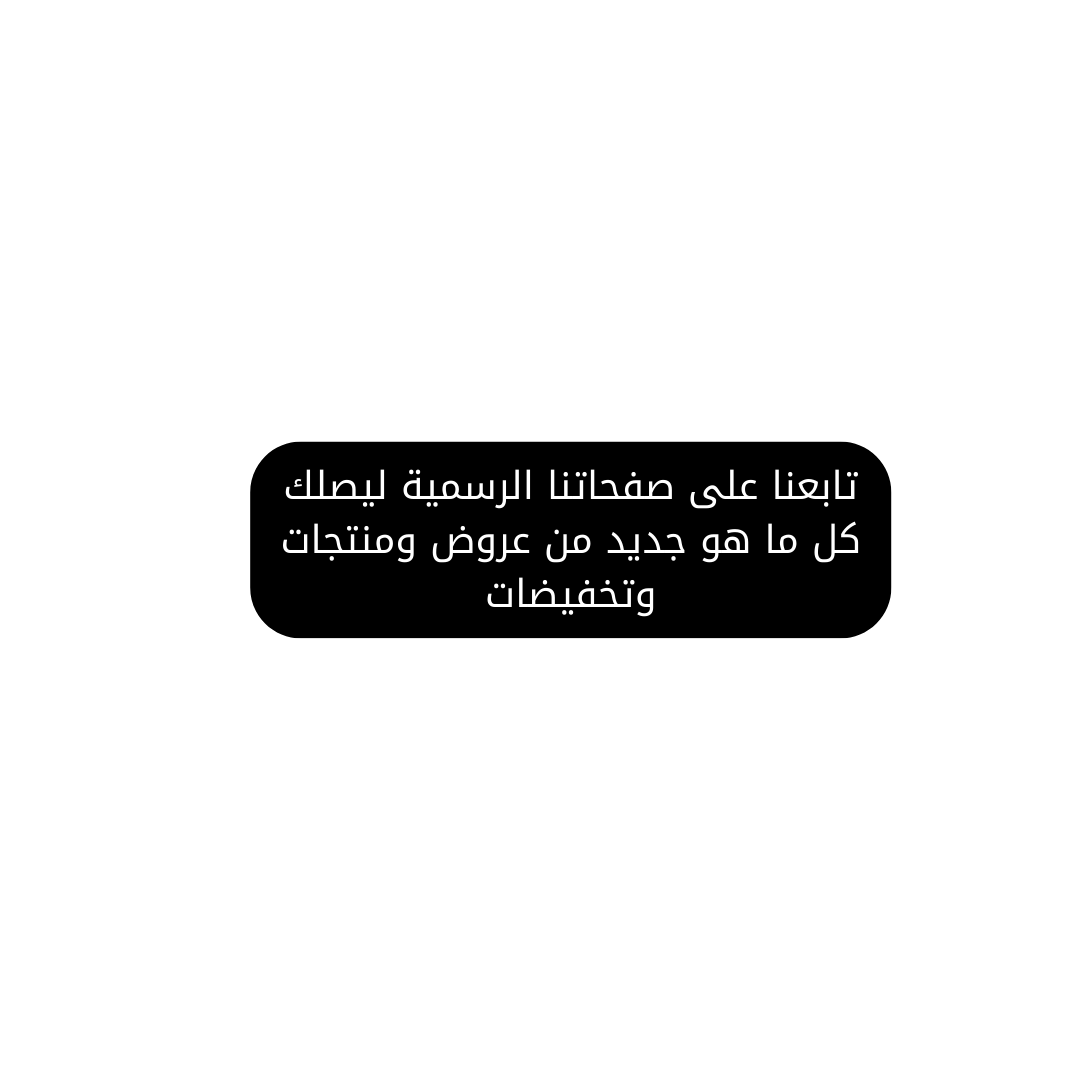 تابعنا على صفحاتنا الرسمية ليصلك
كل ما هو جديد من عروض ومنتجات
وتخفيضات